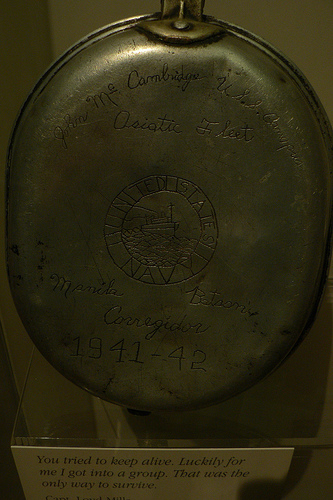 John Mc Cambridge U.S.S. Canopus
Asiatic Fleet
UNITED STATES
NAVY
Manila Bataan
Corregidor
1941-42
You tried to keep alive. Luckily for
me I got into a group. That was the
only way to survive.